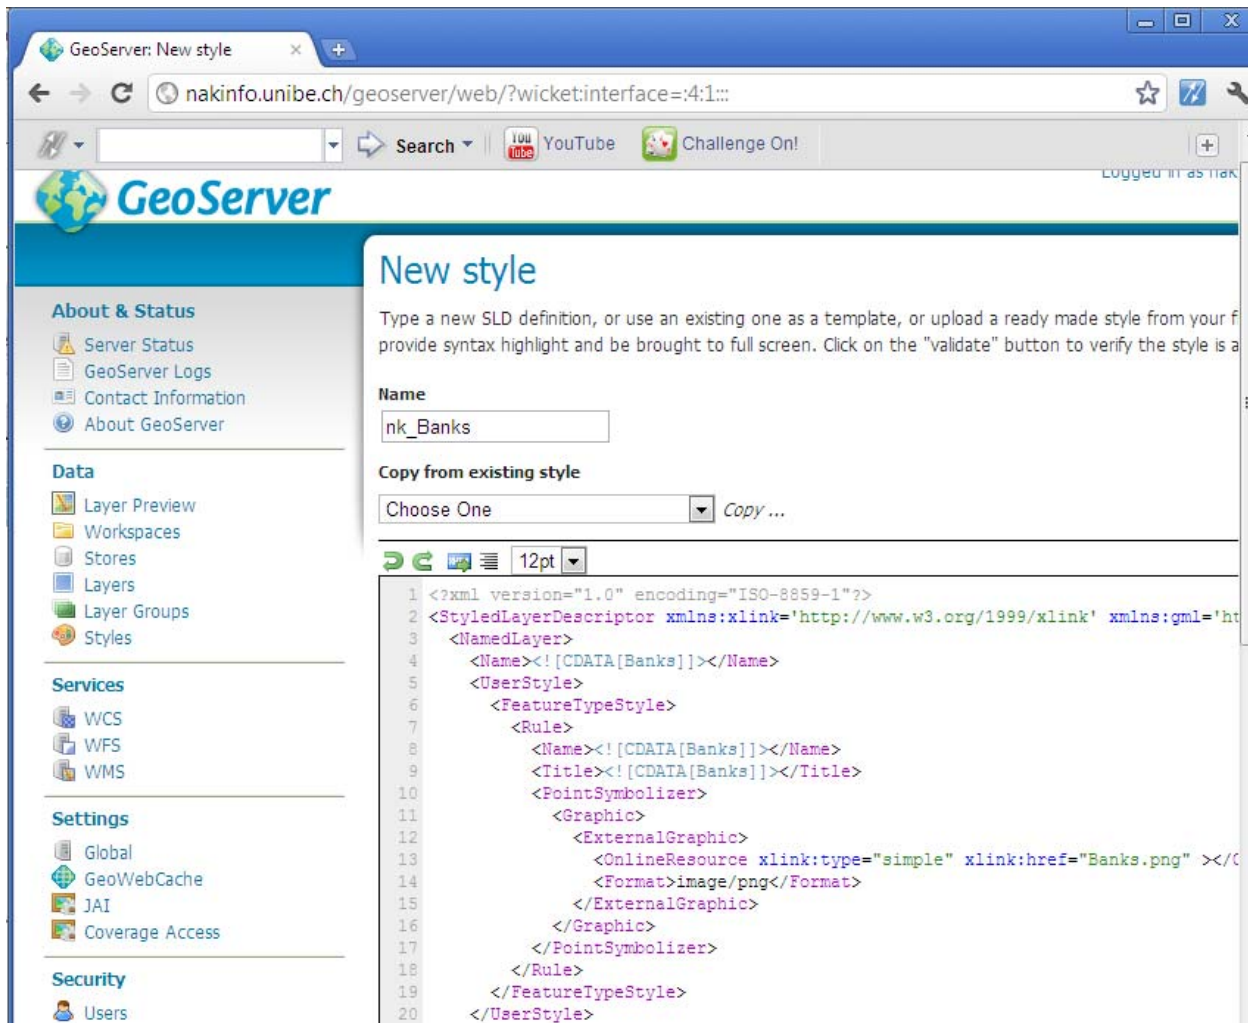 GeoServer: New style
nakinfo.unibe.ch/geoserver/web/?wicket:interface=:4:1:::
Search
You Tube
YouTube
Challenge On!
Logged in as nak
GeoServer
About & Status
Server Status
GeoServer Logs
Contact Information
About GeoServer
Data
Layer Preview
Workspaces
Stores
Layers
Layer Groups
Styles
Services
WCS
WFS
WMS
Settings
Global
GeoWebCache
JAI
Coverage Access
Security
Users
New style
Type a new SLD definition, or use an existing one as a template, or upload a ready made style from your f
provide syntax highlight and be brought to full screen. Click on the "validate" button to verify the style is a
Name
nk_Banks
Copy from existing style
Choose One Copy ...
12pt
1 <?xml version="1.0" encoding="ISO-8859-1"?>
2 <StyledLayerDescriptor xmlns:xlink='http://www.w3.org/1999/xlink' xmlns:gml='ht
3 <NamedLayer>
4 <Name><![CDATA[Banks]]></Name>
5 <UserStyle>
6 <FeatureTypeStyle>
7 <Rule>
8 <Name><![CDATA[Banks]]></Name>
9 <Title><![CDATA[Banks]]></Title>
10 <PointSymbolizer>
11 <Graphic>
12 <ExternalGraphic>
13 <OnlineResource xlink:type="simple" xlink:href="Banks.png" ></O
14 <Format>image/png</Format>
15 </ExternalGraphic>
16 </Graphic>
17 </PointSymbolizer>
18 </Rule>
19 </FeatureTypeStyle>
20 </UserStyle>